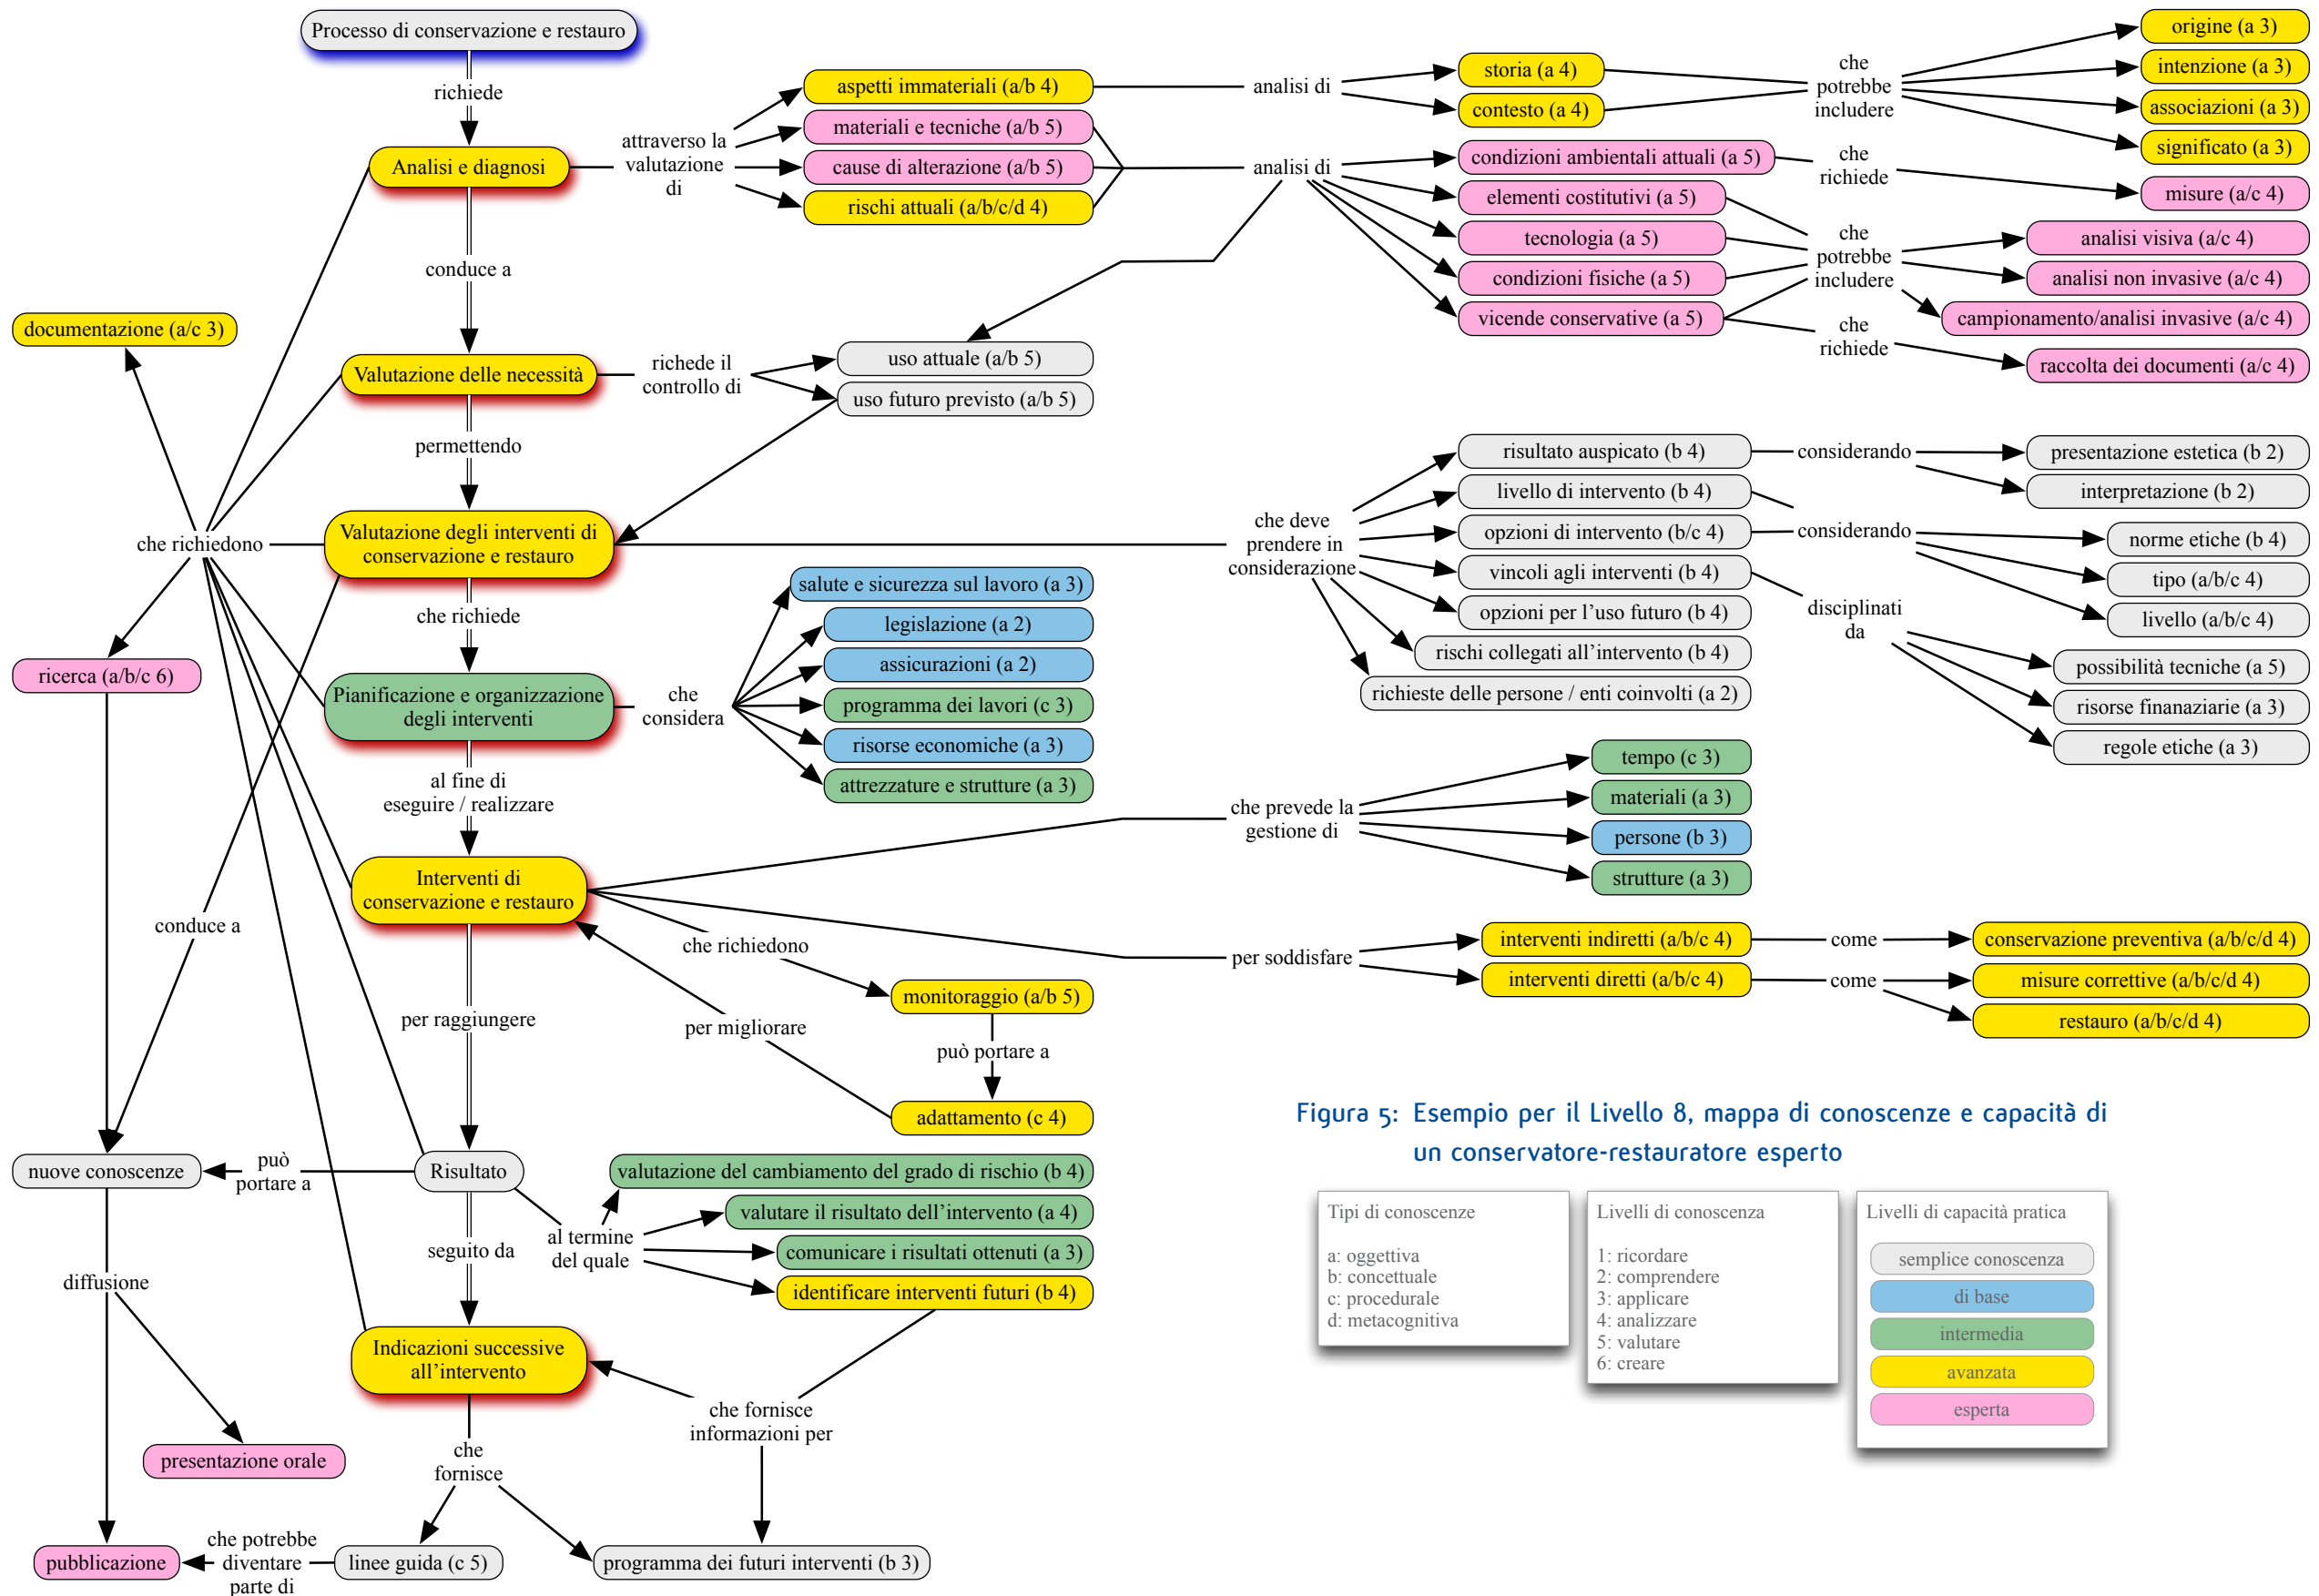 Processo di conservazione e restauro
richiede
Analisi e diagnosi
attraverso la
valutazione
di
aspetti immateriali (a/b 4)
materiali e tecniche (a/b 5)
cause di alterazione (a/b 5)
rischi attuali (a/b/c/d 4)
analisi di
analisi di
storia (a 4)
contesto (a 4)
che
potrebbe
includere
origine (a 3)
intenzione (a 3)
associazioni (a 3)
significato (a 3)
condizioni ambientali attuali (a 5)
elementi costitutivi (a 5)
tecnologia (a 5)
condizioni fisiche (a 5)
vicende conservative (a 5)
che
richiede
misure (a/c 4)
che
potrebbe
includere
analisi visiva (a/c 4)
analisi non invasive (a/c 4)
campionamento/analisi invasive (a/c 4)
che
richiede
raccolta dei documenti (a/c 4)
conduce a
documentazione (a/c 3)
Valutazione delle necessità
richede il
controllo di
uso attuale (a/b 5)
uso futuro previsto (a/b 5)
permettendo
che richiedono
Valutazione degli interventi di
conservazione e restauro
che deve
prendere in
considerazione
risultato auspicato (b 4)
livello di intervento (b 4)
opzioni di intervento (b/c 4)
vincoli agli interventi (b 4)
opzioni per l'uso futuro (b 4)
rischi collegati all'intervento (b 4)
richieste delle persone / enti coinvolti (a 2)
considerando
presentazione estetica (b 2)
interpretazione (b 2)
considerando
norme etiche (b 4)
tipo (a/b/c 4)
livello (a/b/c 4)
disciplinati
da
possibilità tecniche (a 5)
risorse finanaziarie (a 3)
regole etiche (a 3)
che richiede
ricerca (a/b/c 6)
Pianificazione e organizzazione
degli interventi
che
considera
salute e sicurezza sul lavoro (a 3)
legislazione (a 2)
assicurazioni (a 2)
programma dei lavori (c 3)
risorse economiche (a 3)
attrezzature e strutture (a 3)
al fine di
eseguire / realizzare
Interventi di
conservazione e restauro
che prevede la
gestione di
tempo (c 3)
materiali (a 3)
persone (b 3)
strutture (a 3)
conduce a
che richiedono
per soddisfare
interventi indiretti (a/b/c 4)
interventi diretti (a/b/c 4)
come
come
conservazione preventiva (a/b/c/d 4)
misure correttive (a/b/c/d 4)
restauro (a/b/c/d 4)
monitoraggio (a/b 5)
per raggiungere
per migliorare
può portare a
adattamento (c 4)
nuove conoscenze
può
portare a
Risultato
seguito da
al termine
del quale
valutazione del cambiamento del grado di rischio (b 4)
valutare il risultato dell'intervento (a 4)
comunicare i risultati ottenuti (a 3)
identificare interventi futuri (b 4)
diffusione
Indicazioni successive
all'intervento
che fornisce
informazioni per
che
fornisce
presentazione orale
pubblicazione
che potrebbe
diventare
parte di
linee guida (c 5)
programma dei futuri interventi (b 3)
Figura 5: Esempio per il Livello 8, mappa di conoscenze e capacità di
un conservatore-restauratore esperto
Tipi di conoscenze
a: oggettiva
b: concettuale
c: procedurale
d: metacognitiva
Livelli di conoscenza
1: ricordare
2: comprendere
3: applicare
4: analizzare
5: valutare
6: creare
Livelli di capacità pratica
semplice conoscenza
di base
intermedia
avanzata
esperta